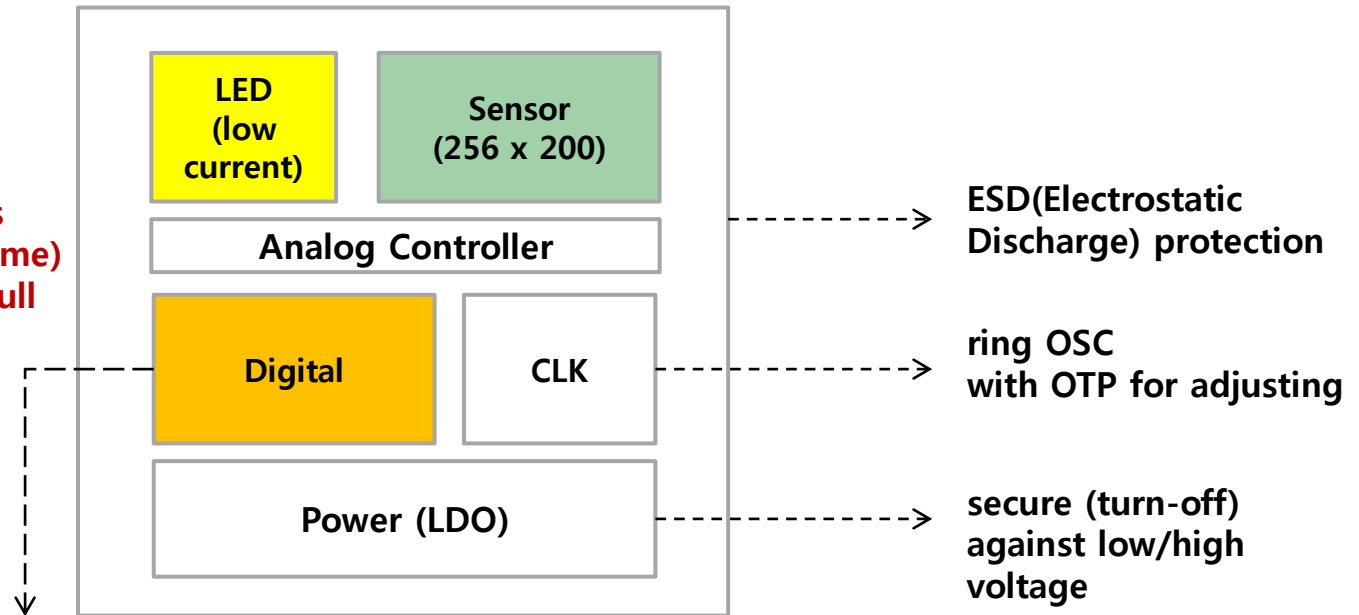 LED
(low
current)
Sensor
(256 x 200)
ESD(Electrostatic
Discharge) protection
Analog Controller
ull
Digital
CLK
ring OSC
with OTP for adjusting
Power (LDO)
secure (turn-off)
against low/high
voltage